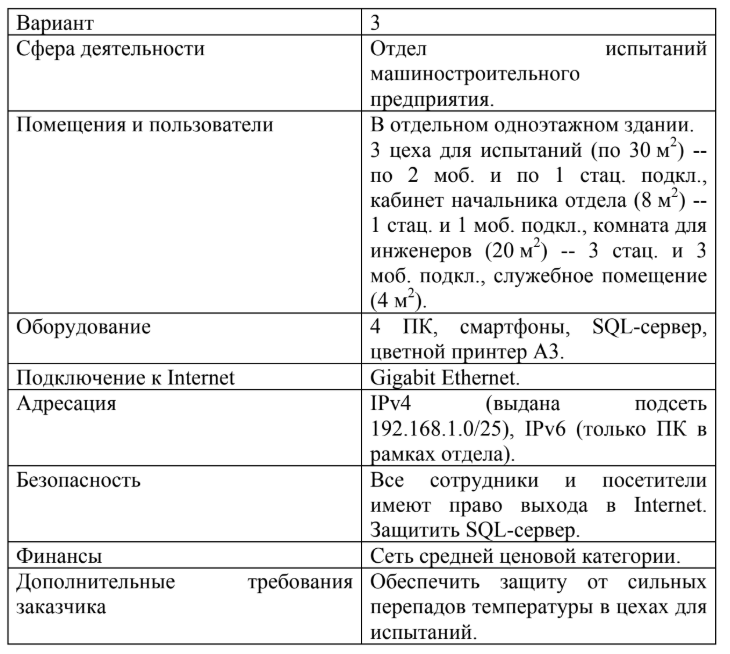 Вариант
3
Сфера деятельности
Отдел испытаний
машиностроительного
предприятия.
Помещения и пользователи
В отдельном одноэтажном здании.
3 цеха для испытаний (по 30 м²) --
по 2 моб. и по 1 стац. подкл.,
кабинет начальника отдела (8 м²) --
1 стац. и 1 моб. подкл., комната для
инженеров (20 м²) -- 3 стац. и 3
моб. подкл., служебное помещение
(4 м²).
Оборудование
4 ПК, смартфоны, SQL-сервер,
цветной принтер А3.
Подключение к Internet
Gigabit Ethernet.
Адресация
IPv4 (выдана подсеть
192.168.1.0/25), IPv6 (только ПК в
рамках отдела).
Безопасность
Все сотрудники и посетители
имеют право выхода в Internet.
Защитить SQL-сервер.
Финансы
Сеть средней ценовой категории.
Дополнительные требования
заказчика
Обеспечить защиту от сильных
перепадов температуры в цехах для
испытаний.